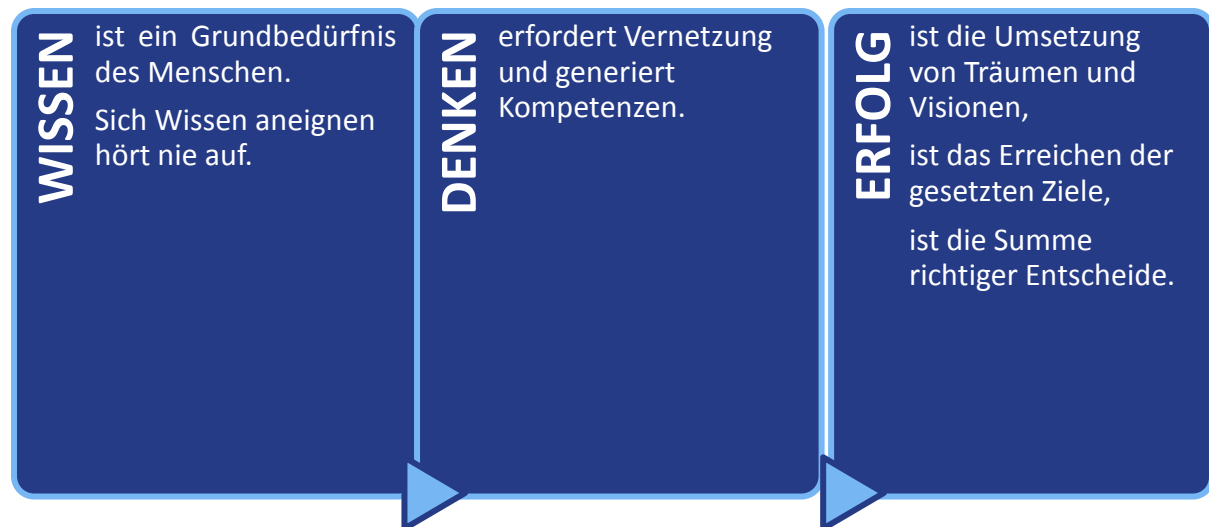 WISSEN
ist ein Grundbedürfnis
des Menschen.
Sich Wissen aneignen
hört nie auf.
DENKEN
erfordert Vernetzung
und generiert
Kompetenzen.
ERFOLG
ist die Umsetzung
von Träumen und
Visionen,
ist das Erreichen der
gesetzten Ziele,
ist die Summe
richtiger Entscheide.